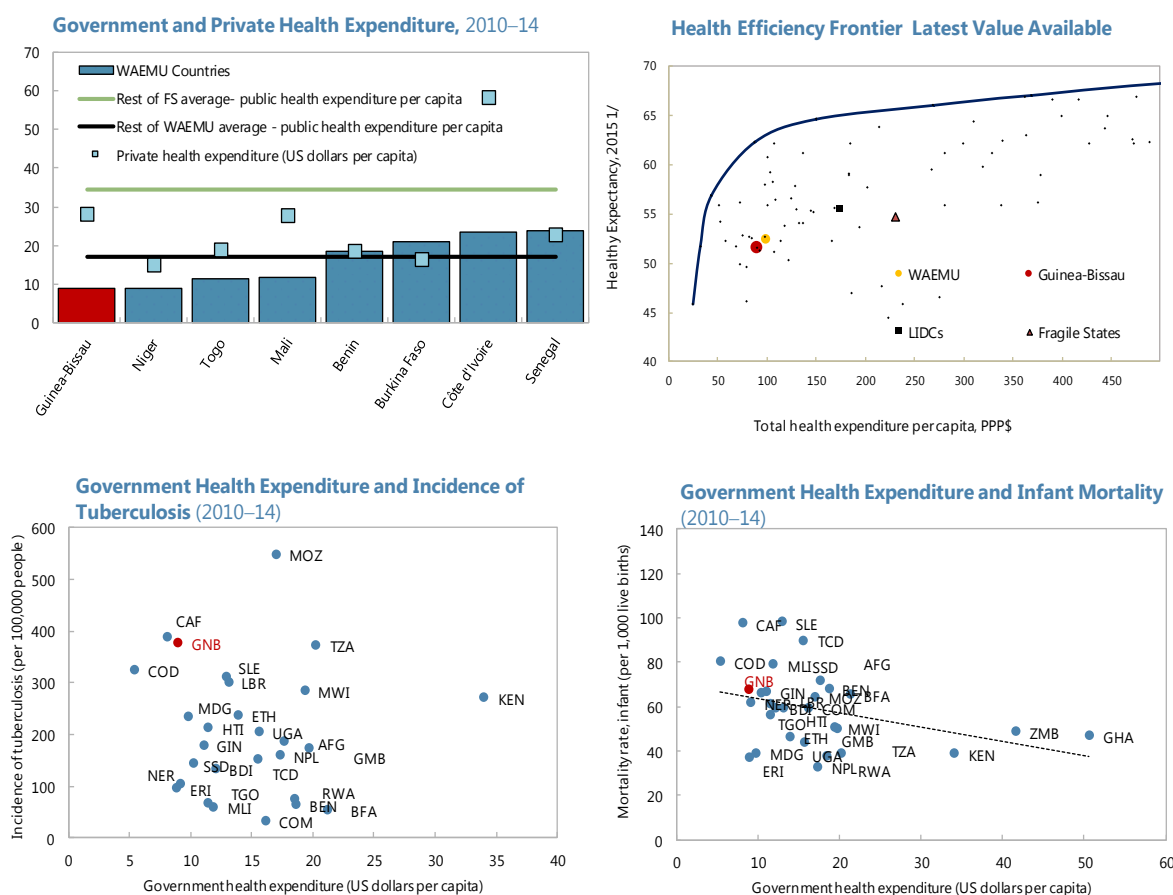 Government and Private Health Expenditure, 2010–14
70
60
50
40
30
20
10
0
WAEMU Countries
Rest of FS average- public health expenditure per capita
Rest of WAEMU average - public health expenditure per capita
Private health expenditure (US dollars per capita)
Guinea-Bissau
Niger
Togo
Mali
Benin
Burkina Faso
Côte d'Ivoire
Senegal
Health Efficiency Frontier Latest Value Available
Healthy Expectancy, 2015 1/
70
65
60
55
50
45
40
WAEMU
Guinea-Bissau
LIDCs
Fragile States
0 50 100 150 200 250 300 350 400 450
Total health expenditure per capita, PPP$
Government Health Expenditure and Incidence of
Tuberculosis (2010–14)
Incidence of tuberculosis (per 100,000 people)
600
500
400
300
200
100
0
MOZ
CAF
GNB
TZA
COD
SLE
LBR
MWI
KEN
MDG
ETH
HTI
UGA
GIN
AFG
NPL
GMB
SSD
BDI
TCD
NER
ERI
TGO
RWA
MLI
BEN
BFA
COM
0 5 10 15 20 25 30 35 40
Government health expenditure (US dollars per capita)
Government Health Expenditure and Infant Mortality
(2010–14)
Mortality rate, infant (per 1,000 live births)
140
120
100
80
60
40
20
0
CAF
SLE
TCD
COD
MLI
SSD
AFG
GNB
GIN
BEN
BFA
NER
LBR
MOZ
BDI
COM
TGO
HTI
MWI
ZMB
GHA
ETH
GMB
MDG
UGA
TZA
KEN
ERI
NPL
RWA
0 10 20 30 40 50 60
Government health expenditure (US dollars per capita)